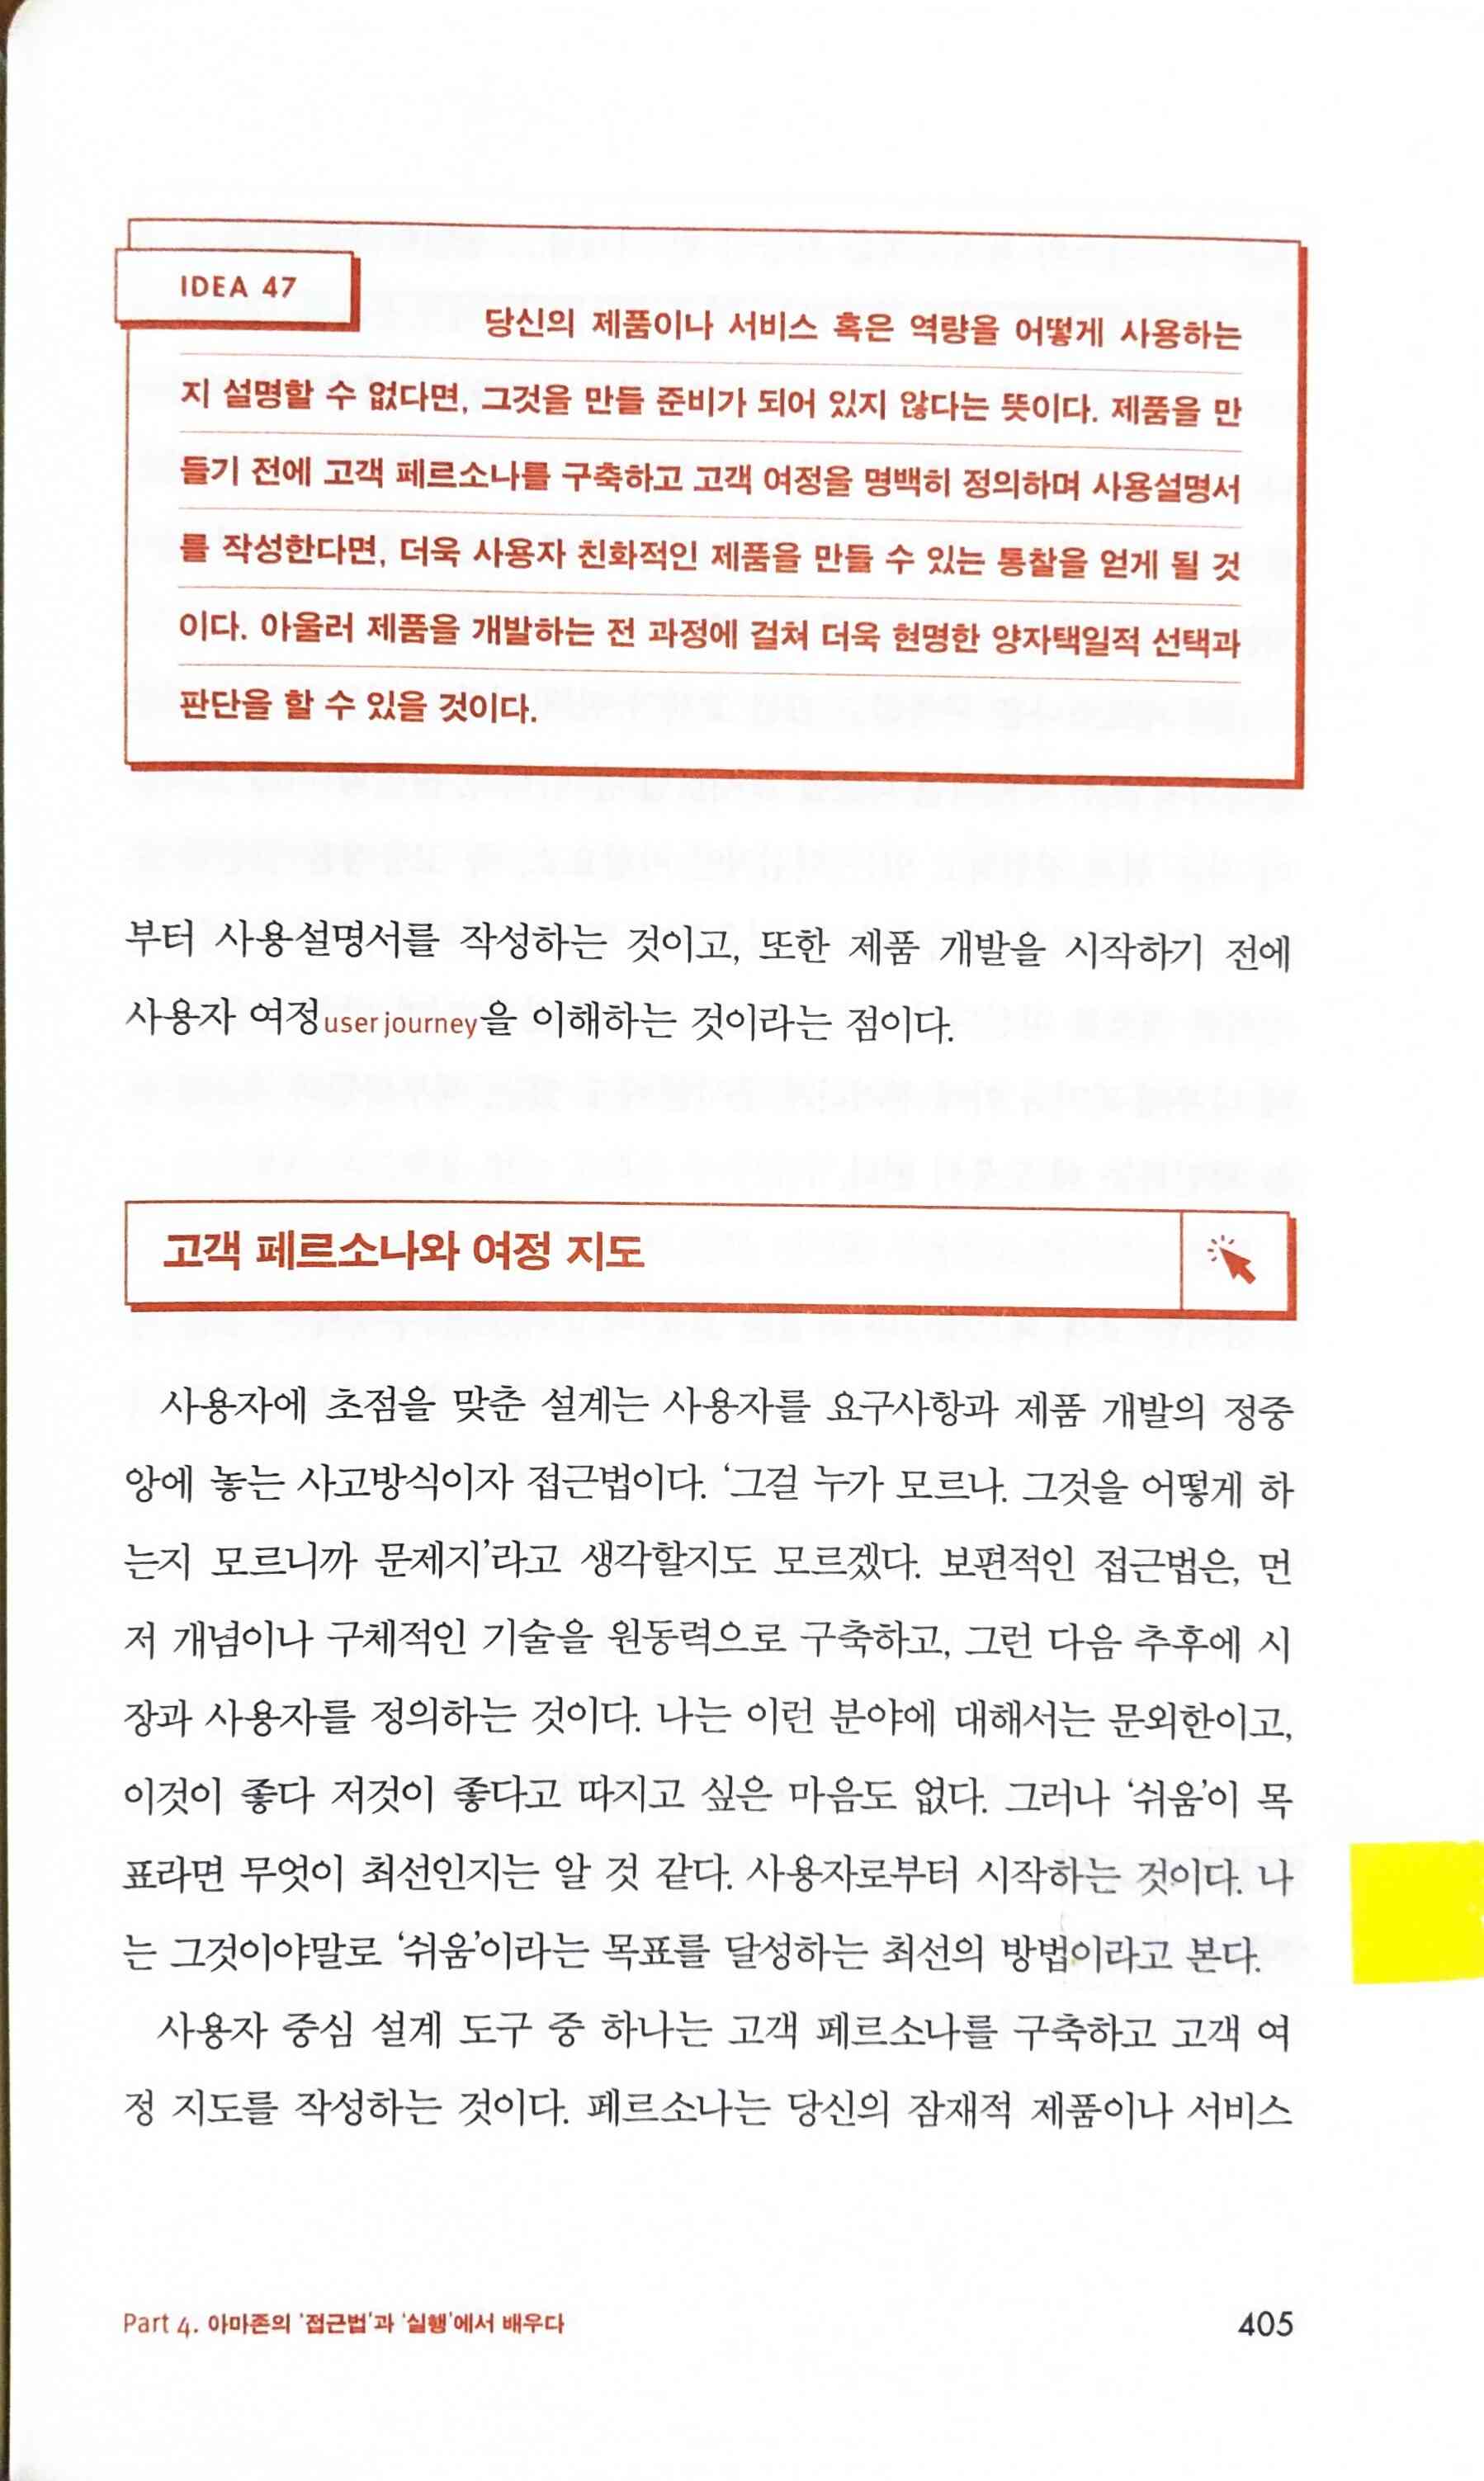 IDEA 47
당신의 제품이나 서비스 혹은 역량을 어떻게 사용하는
지 설명할 수 없다면, 그것을 만들 준비가 되어 있지 않다는 뜻이다. 제품을 만
들기 전에 고객 페르소나를 구축하고 고객 여정을 명백히 정의하며 사용설명서
를 작성한다면, 더욱 사용자 친화적인 제품을 만들 수 있는 통찰을 얻게 될 것
이다. 아울러 제품을 개발하는 전 과정에 걸쳐 더욱 현명한 양자택일적 선택과
판단을 할 수 있을 것이다.
부터 사용설명서를 작성하는 것이고, 또한 제품 개발을 시작하기 전에
사용자 여정user journey을 이해하는 것이라는 점이다.
고객 페르소나와 여정 지도
사용자에 초점을 맞춘 설계는 사용자를 요구사항과 제품 개발의 정중
앙에 놓는 사고방식이자 접근법이다. ‘그걸 누가 모르나. 그것을 어떻게 하
는지 모르니까 문제지’라고 생각할지도 모르겠다. 보편적인 접근법은, 먼
저 개념이나 구체적인 기술을 원동력으로 구축하고, 그런 다음 추후에 시
장과 사용자를 정의하는 것이다. 나는 이런 분야에 대해서는 문외한이고,
이것이 좋다 저것이 좋다고 따지고 싶은 마음도 없다. 그러나 ‘쉬움’이 목
표라면 무엇이 최선인지는 알 것 같다. 사용자로부터 시작하는 것이다. 나
는 그것이야말로 ‘쉬움’이라는 목표를 달성하는 최선의 방법이라고 본다.
사용자 중심 설계 도구 중 하나는 고객 페르소나를 구축하고 고객 여
정 지도를 작성하는 것이다. 페르소나는 당신의 잠재적 제품이나 서비스
Part 4. 아마존의 ‘접근법’과 ‘실행’에서 배우다
405